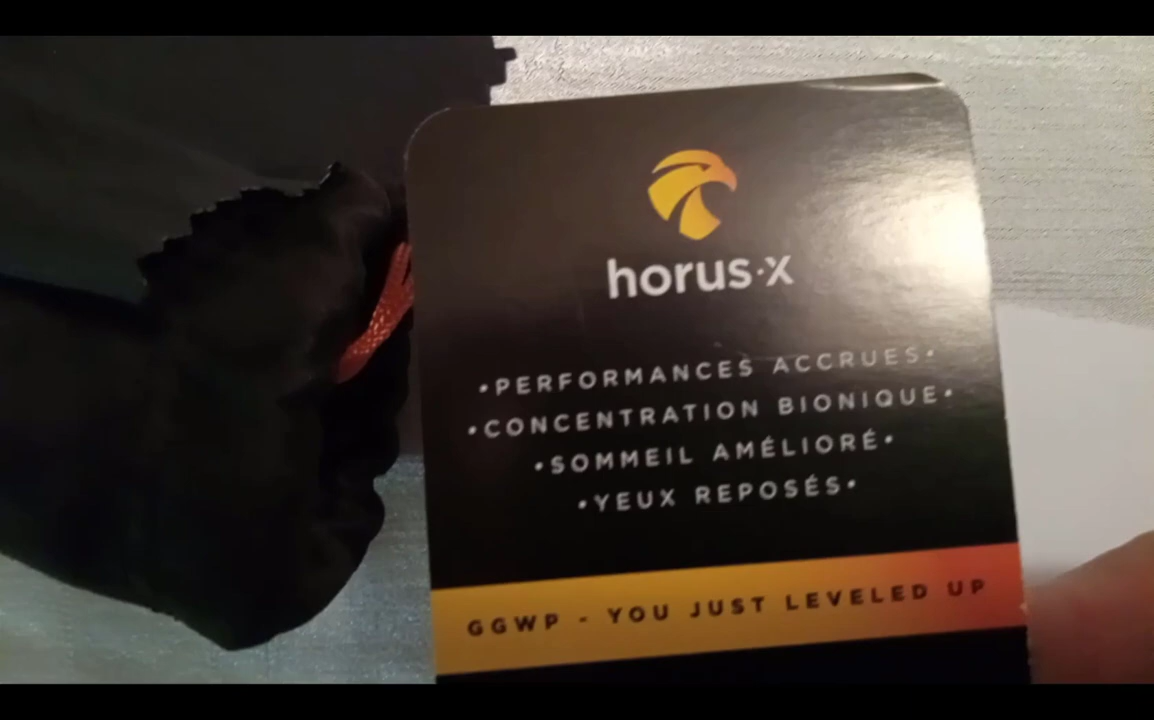 horus·x
•PERFORMANCES ACCRUES•
•CONCENTRATION BIONIQUE•
•SOMMEIL AMÉLIORÉ•
•YEUX REPOSÉS•
GGWP - YOU JUST LEVELED UP